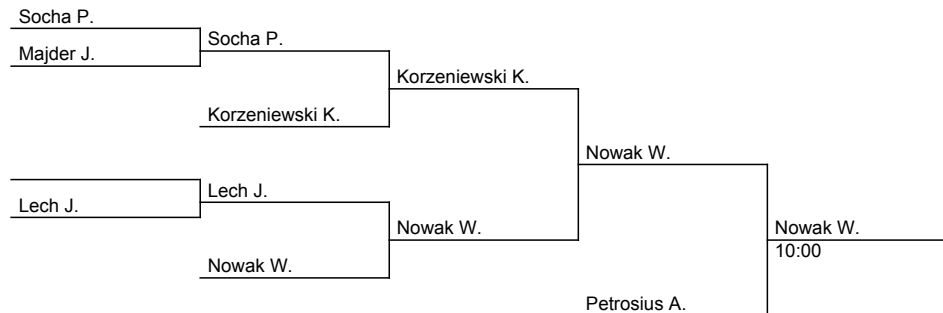 Socha P.
Majder J.
Socha P.
Korzeniewski K.
Korzeniewski K.
Nowak W.
Lech J.
Lech J.
Nowak W.
Nowak W.
Nowak W.
10:00
Petrosius A.